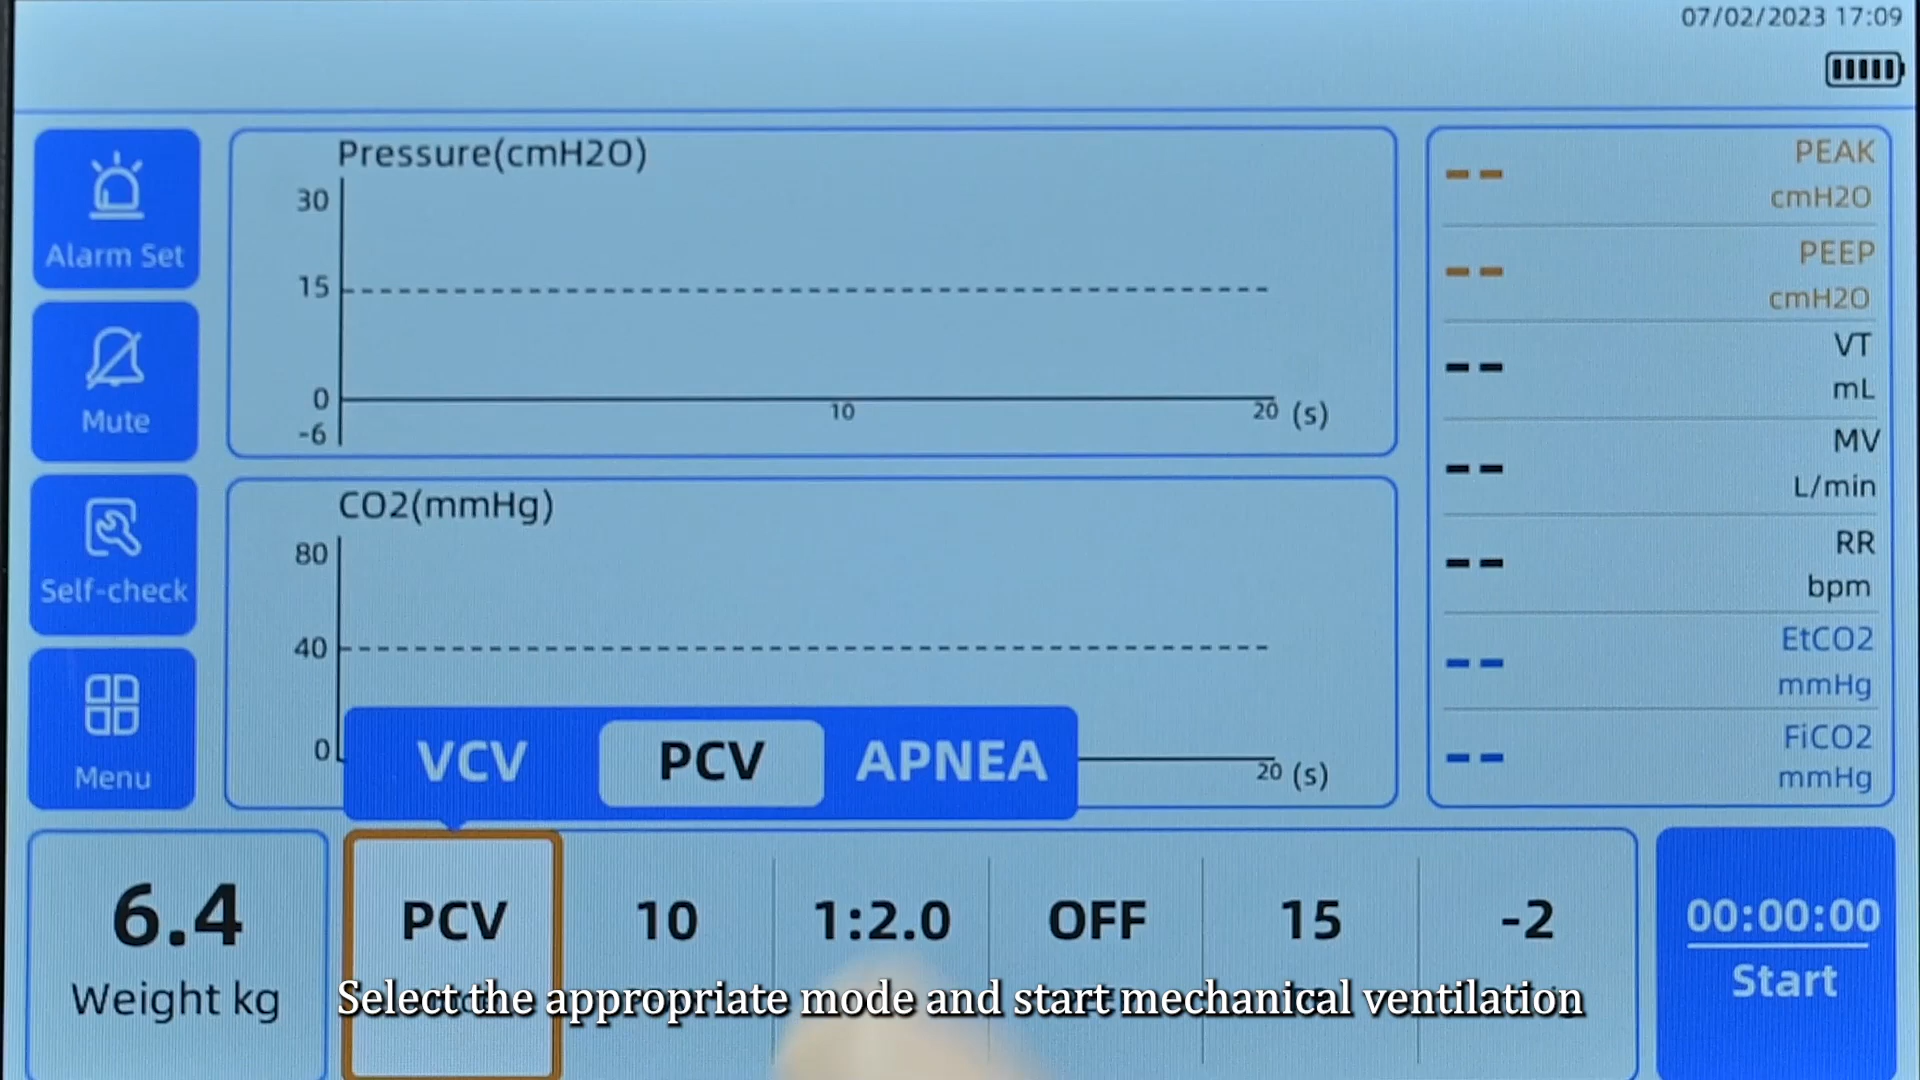 07/02/2023 17:09
Alarm Set
Mute
Self-check
Menu
Pressure(cmH2O)
30
15
0
-6
10
20 (s)
CO2(mmHg)
80
40
0
20 (s)
-- PEAK
cmH2O
-- PEEP
cmH2O
-- VT
mL
-- MV
L/min
-- RR
bpm
-- EtCO2
mmHg
-- FiCO2
mmHg
VCV PCV APNEA
6.4
Weight kg
PCV 10 1:2.0 OFF 15 -2
00:00:00
Start
Select the appropriate mode and start mechanical ventilation